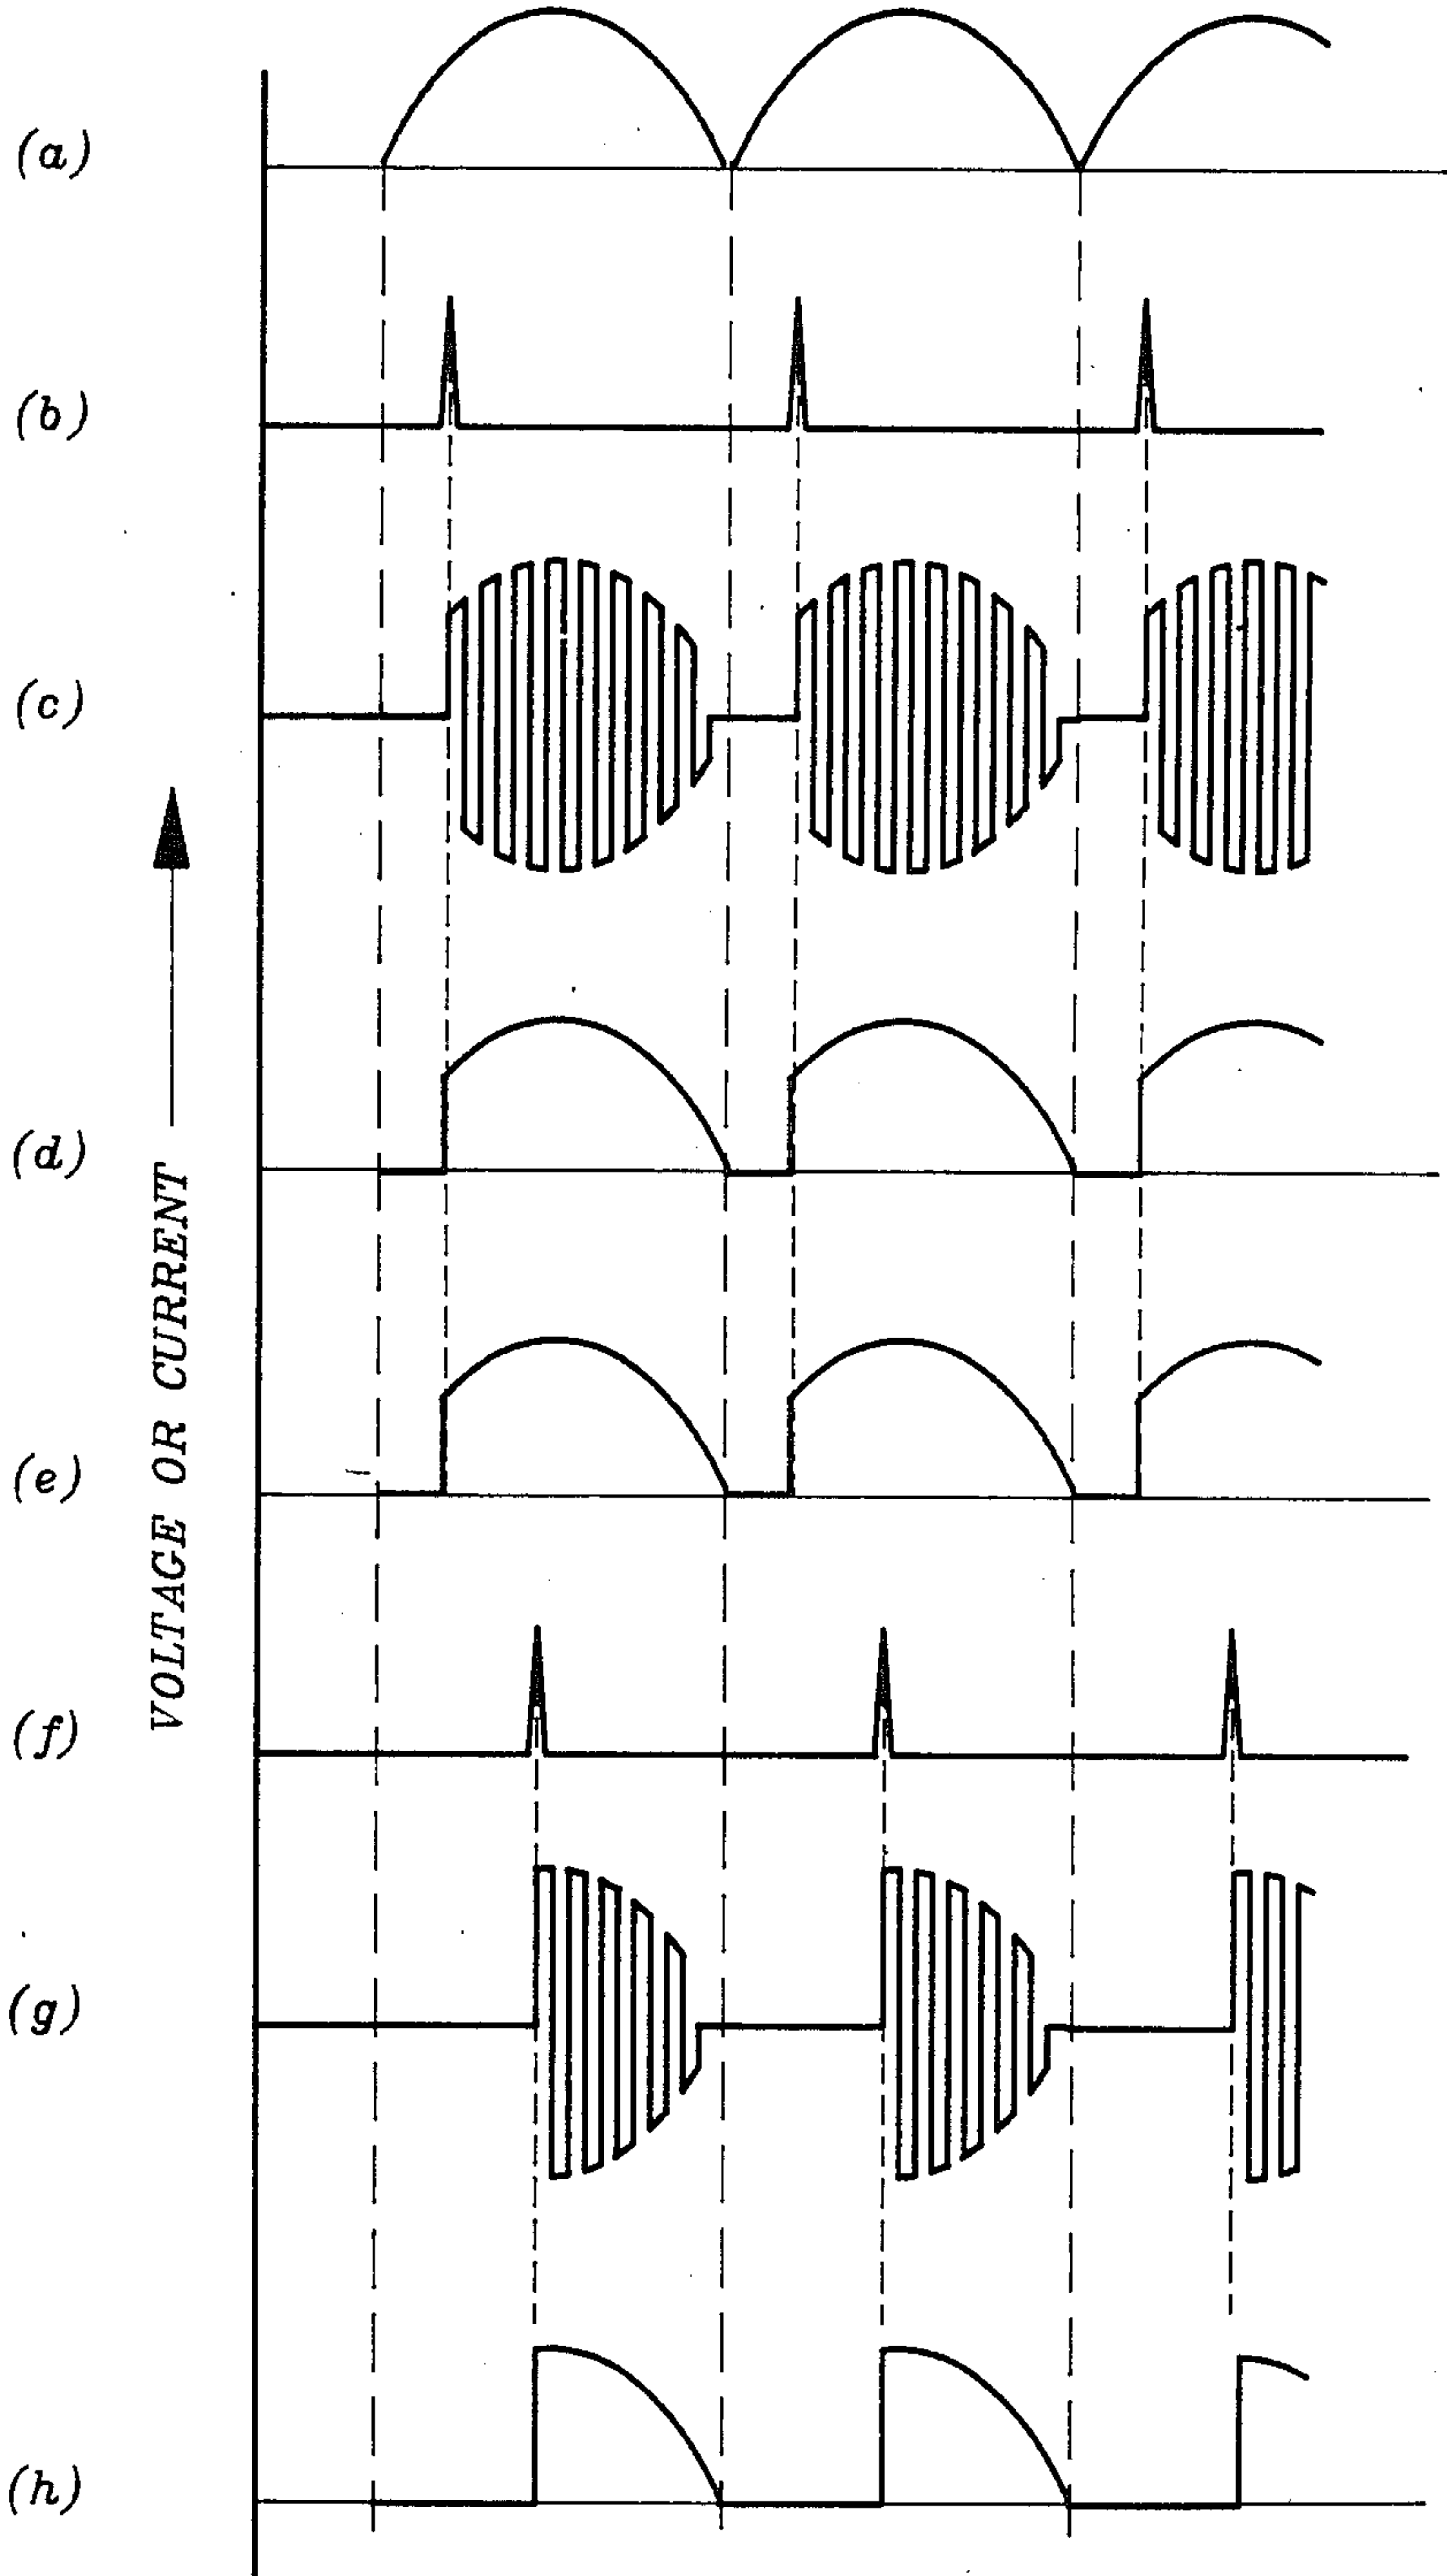 (a)
(b)
(c)
(d)
(e)
(f)
(g)
(h)
VOLTAGE OR CURRENT